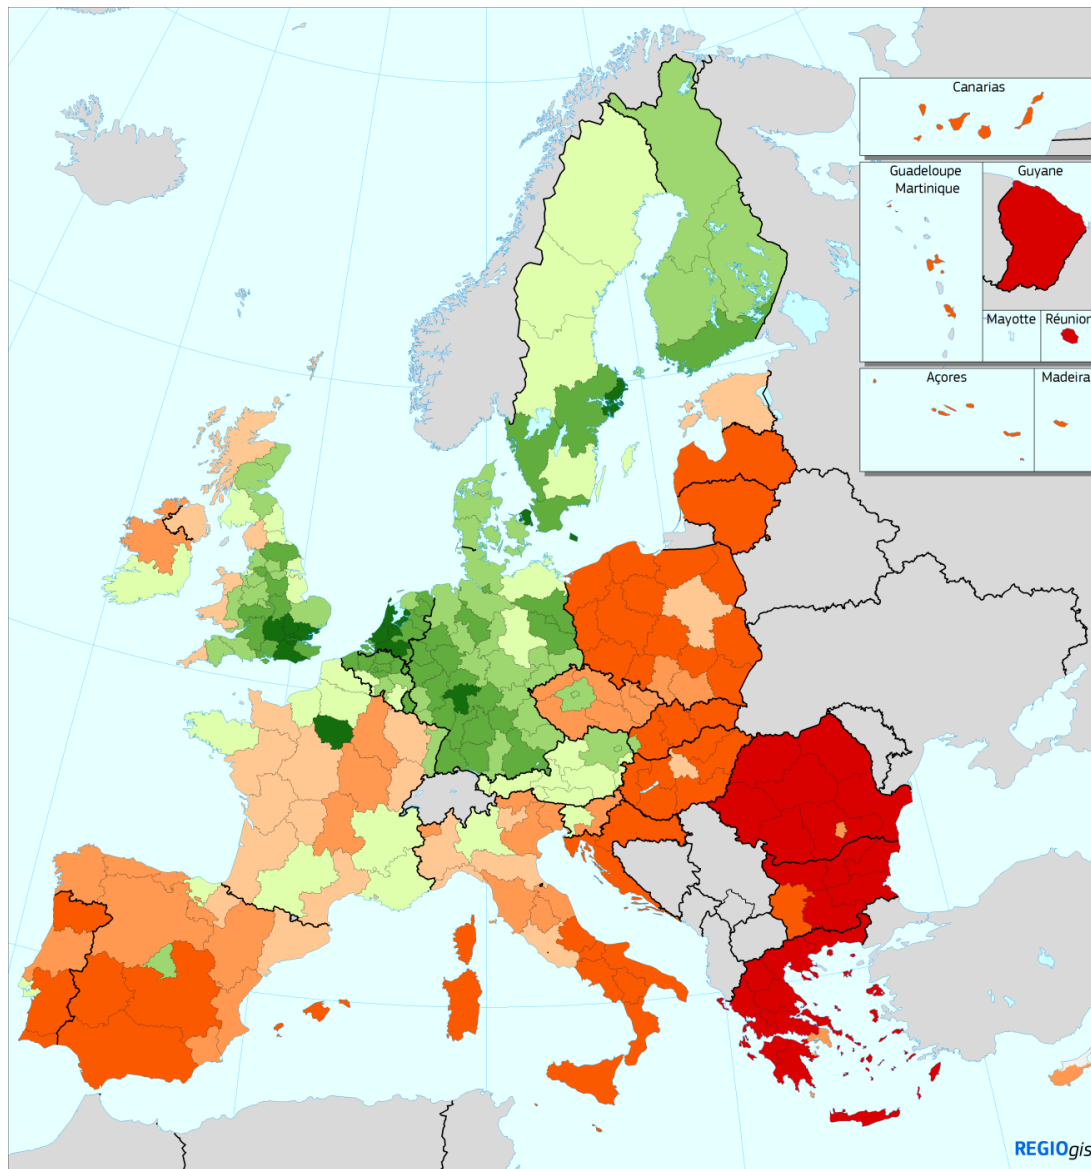 Canarias
Guadeloupe
Martinique
Guyane
Mayotte
Réunion
Açores
Madeira
REGIOgis